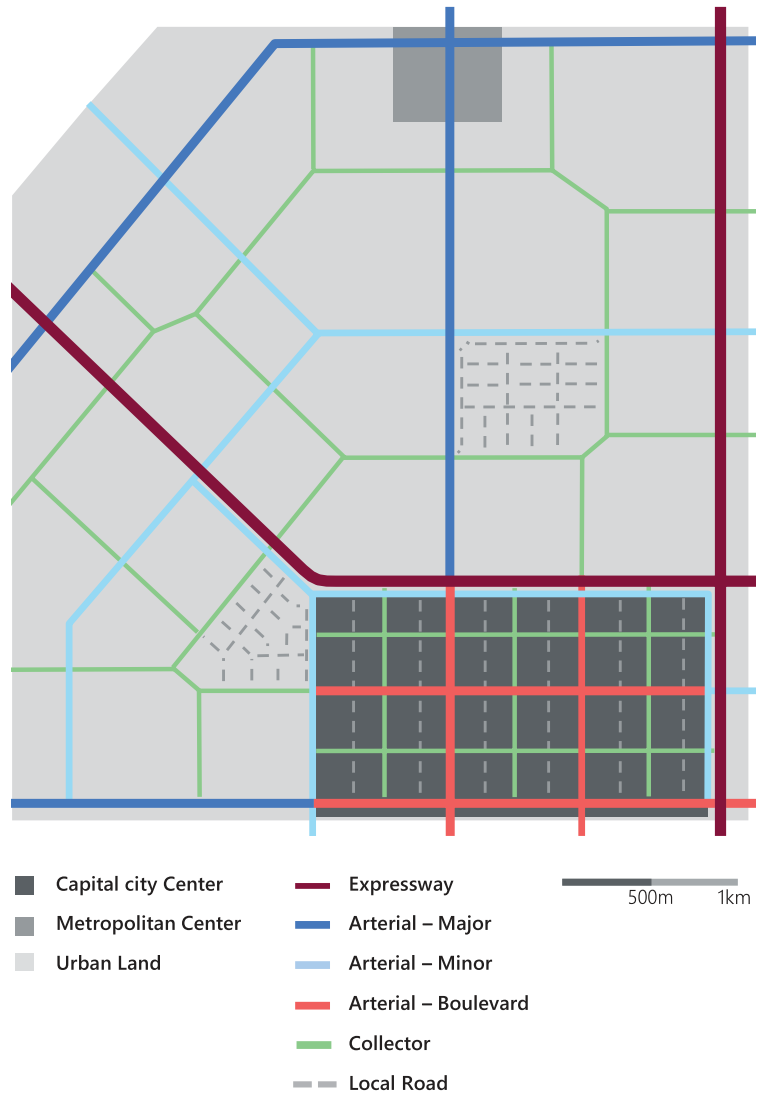 Capital city Center
Metropolitan Center
Urban Land
Expressway
Arterial – Major
Arterial – Minor
Arterial – Boulevard
Collector
Local Road
500m 1km